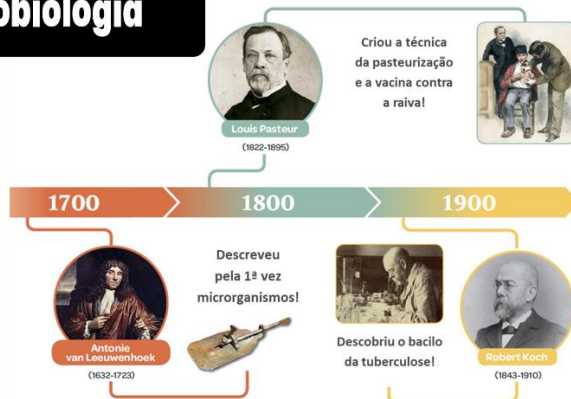 obiologia
Criou a técnica
da pasteurização
e a vacina contra
a raiva!
Louis Pasteur
(1822-1895)
1700
1800
1900
Descreveu
pela 1ª vez
microrganismos!
Antonie
van Leeuwenhoek
(1632-1723)
Descobriu o bacilo
da tuberculose!
Robert Koch
(1843-1910)